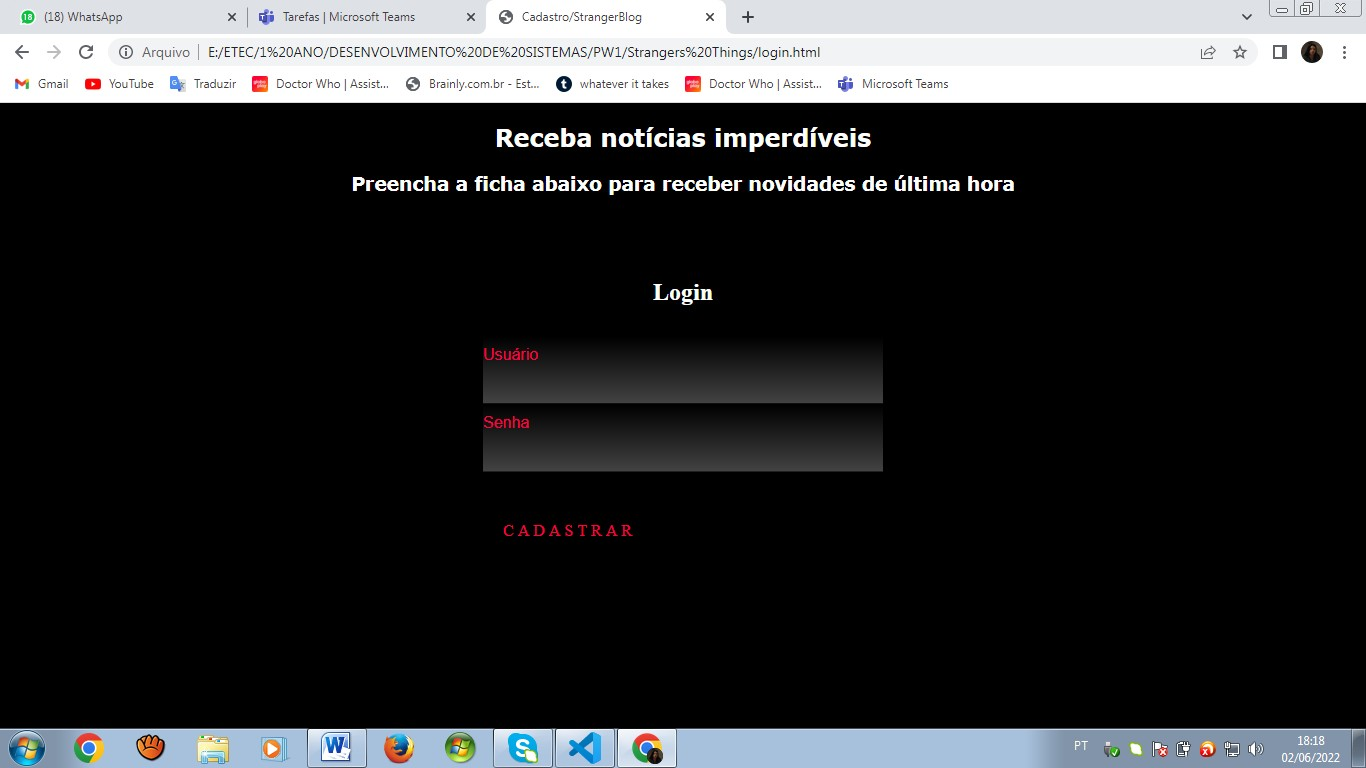 (18) WhatsApp
Tarefas | Microsoft Teams
Cadastro/StrangerBlog
Arquivo
E:/ETEC/1%20ANO/DESENVOLVIMENTO%20DE%20SISTEMAS/PW1/Strangers%20Things/login.html
Gmail
YouTube
Traduzir
Doctor Who | Assist...
Brainly.com.br - Est...
whatever it takes
Doctor Who | Assist...
Microsoft Teams
Receba notícias imperdíveis
Preencha a ficha abaixo para receber novidades de última hora
Login
Usuário
Senha
CADASTRAR
PT
18:18
02/06/2022